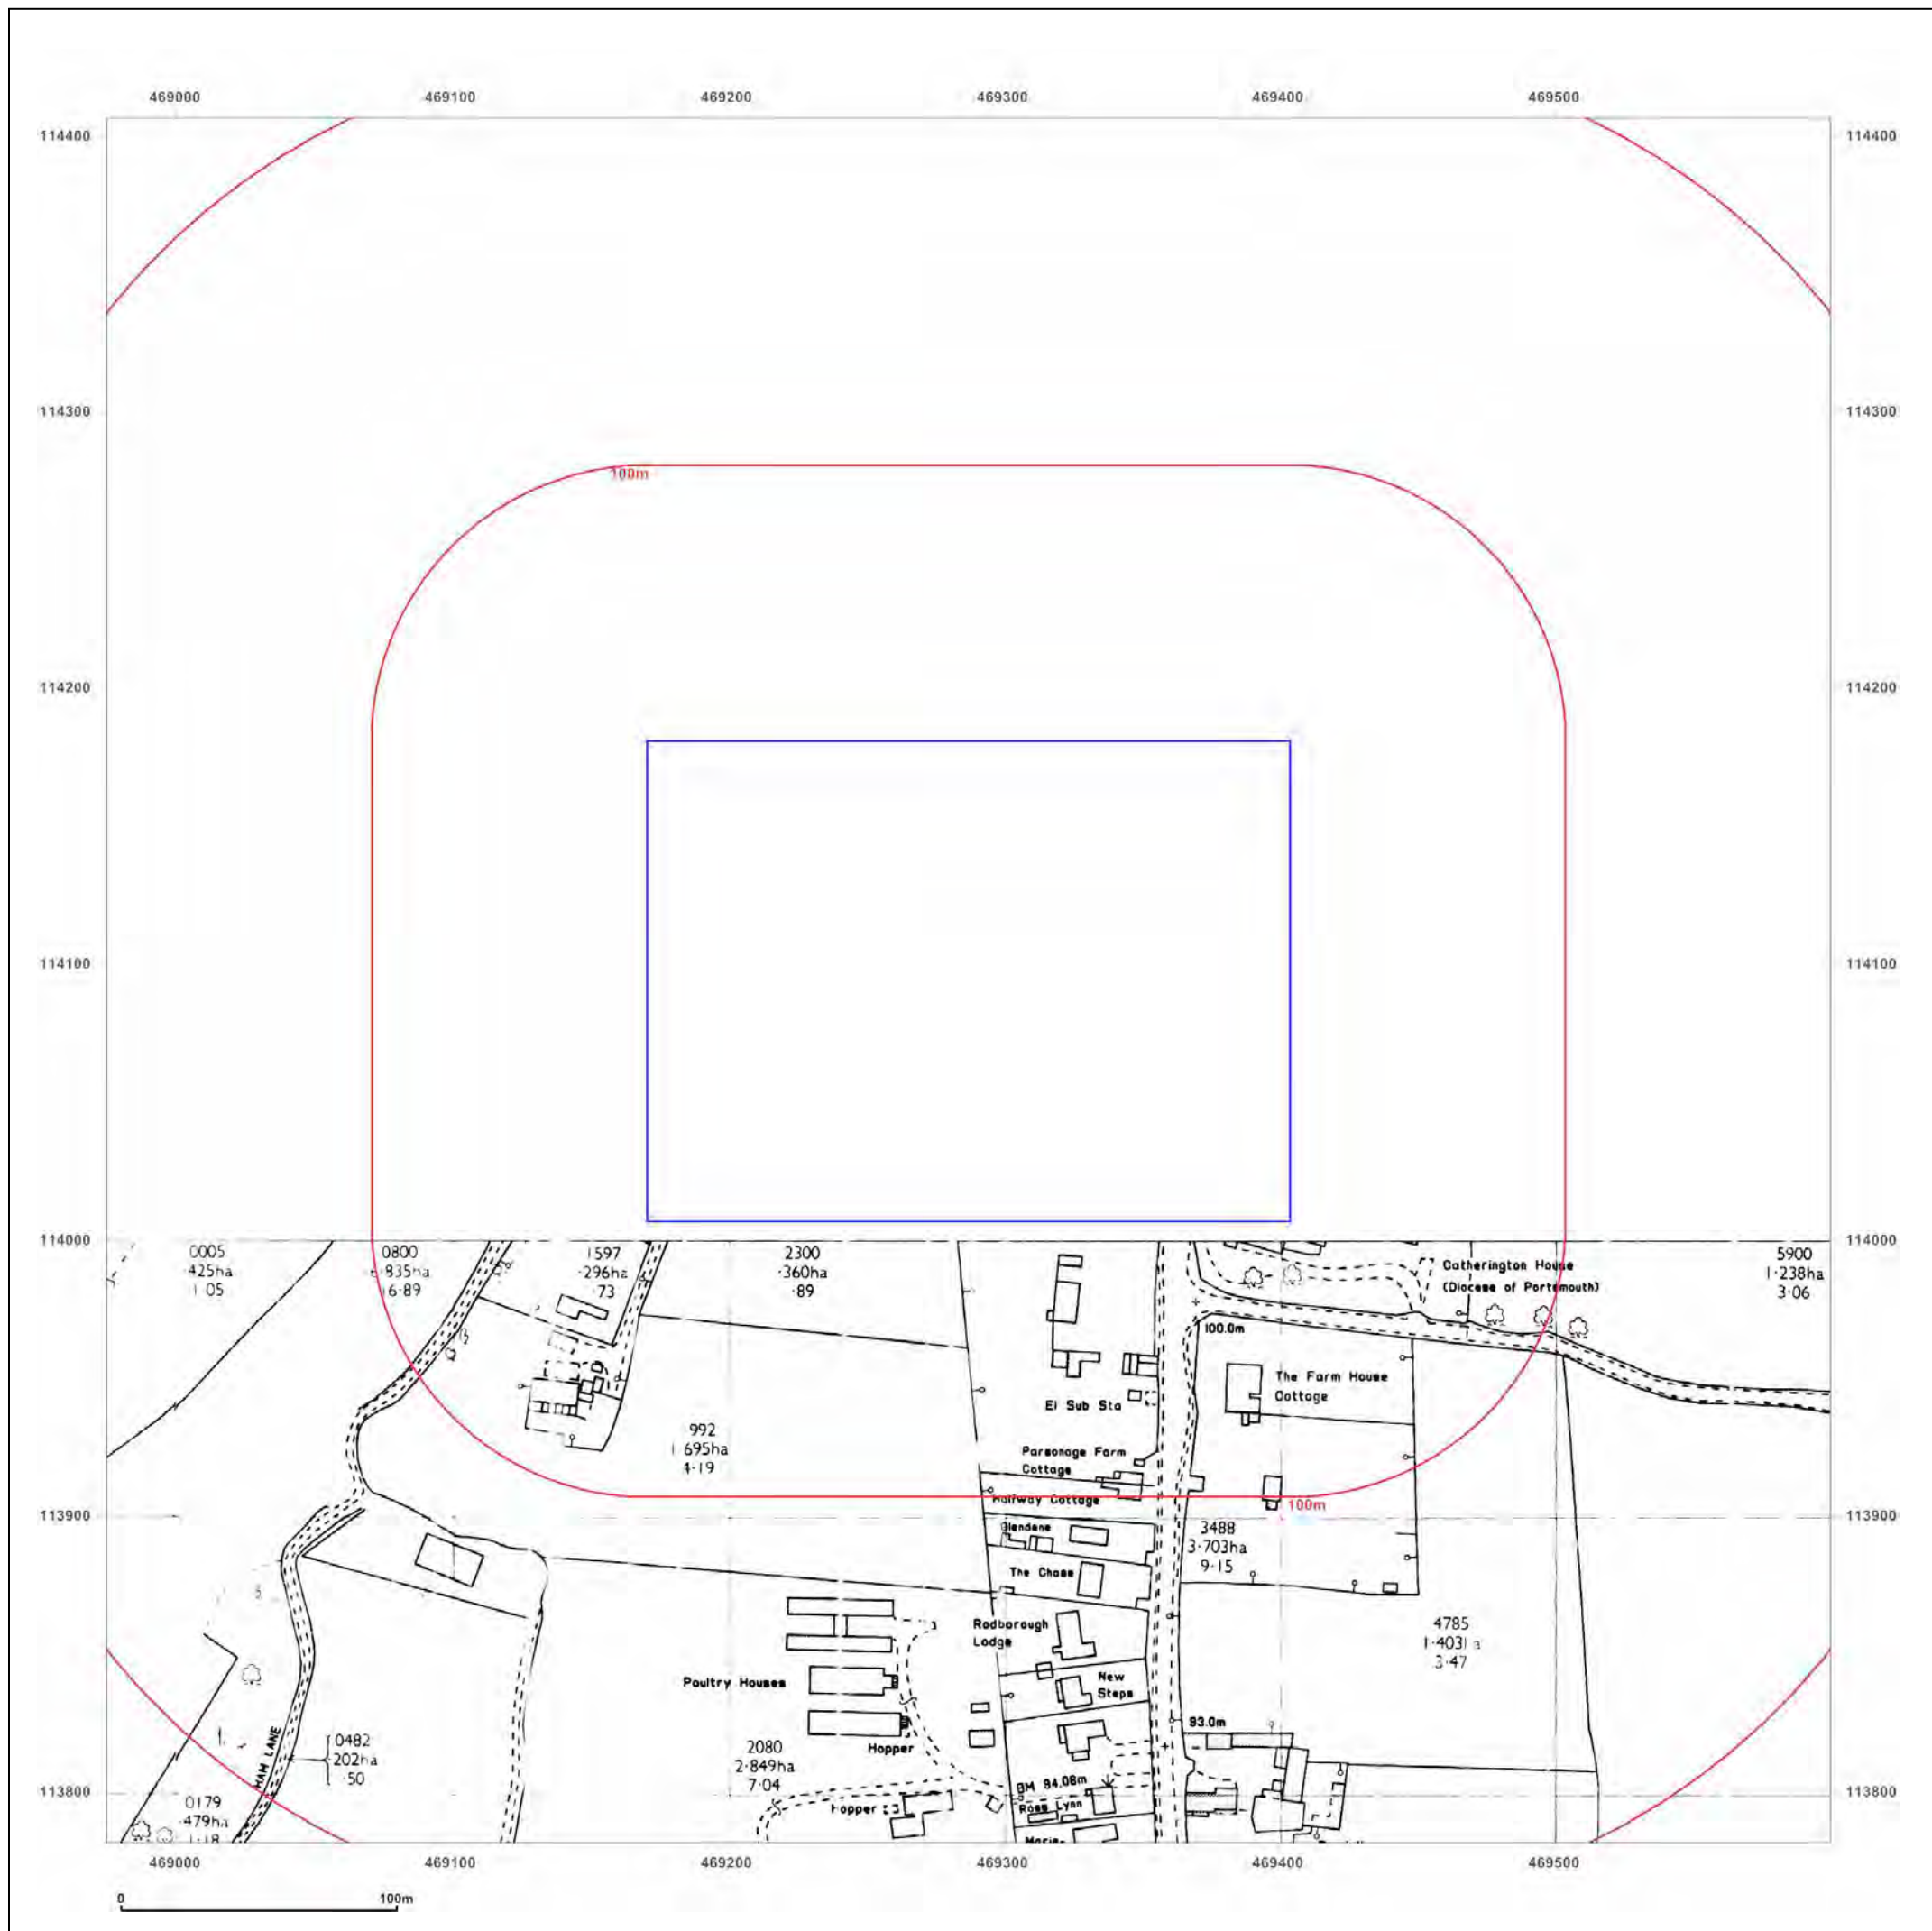 469000 469100 469200 469300 469400 469500
114400 114400
114300 114300
100m
114200 114200
114100 114100
114000 114000
0005
·425ha
1·05
0800
·835ha
16·89
1597
·296ha
·73
2300
·360ha
·89
Catherington House
(Diocese of Portsmouth)
5900
1·238ha
3·06
100.0m
The Farm House
Cottage
El Sub Sta
992
1·695ha
4·19
Parsonage Farm
Cottage
Halfway Cottage
100m
113900 113900
Glendene
3488
3·703ha
9·15
The Chase
Rodborough
Lodge
4785
1·403ha
3·47
Poultry Houses
New
Steps
93.0m
HAM LANE
0482
202ha
·50
Hopper
2080
2·849ha
7·04
BM 94.06m
113800 113800
0179
·479ha
1·18
Hopper
Ross Lynn
469000 469100 469200 469300 469400 469500
0 100m